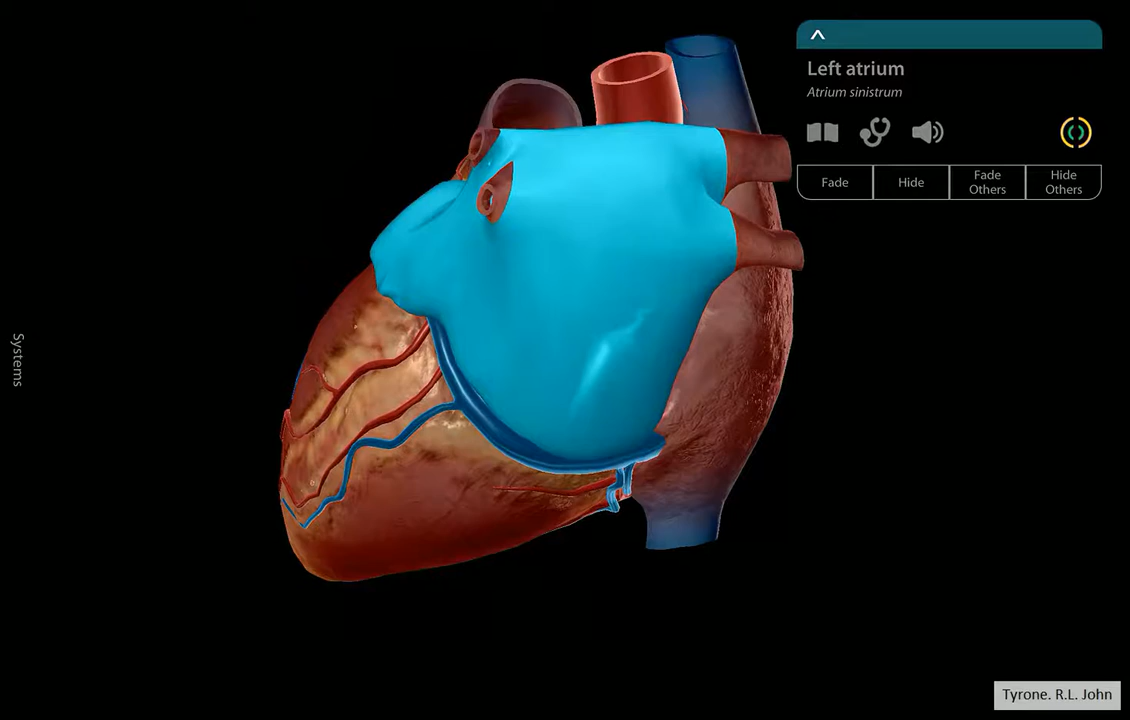 Left atrium
Atrium sinistrum
Fade
Hide
Fade
Others
Hide
Others
Systems
Tyrone. R.L. John